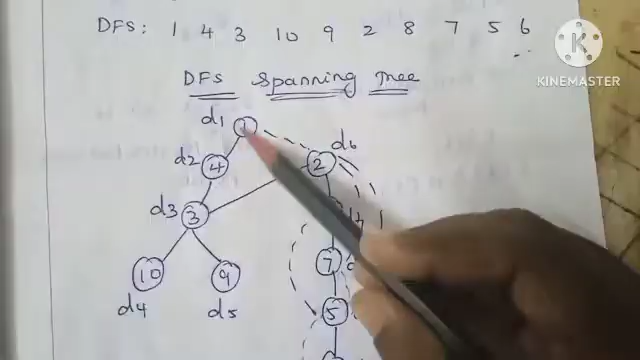 DFS: 1 4 3 10 9 2 8 7 5 6
KINEMASTER
DFS Spanning Tree
d1 1
d2 4 2 d6
d3 3
7
10 9
5
d4 d5